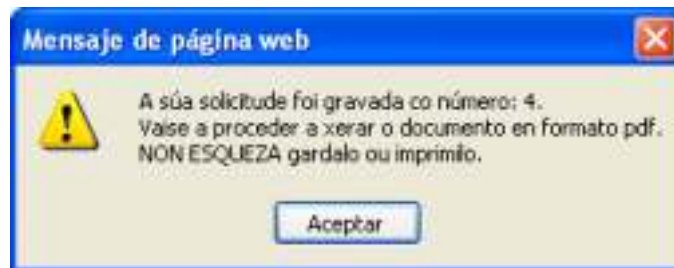 Mensaje de página web
A súa solicitude foi gravada co número: 4.
Vaise a proceder a xerar o documento en formato pdf.
NON ESQUEZA gardalo ou imprimilo.
Aceptar